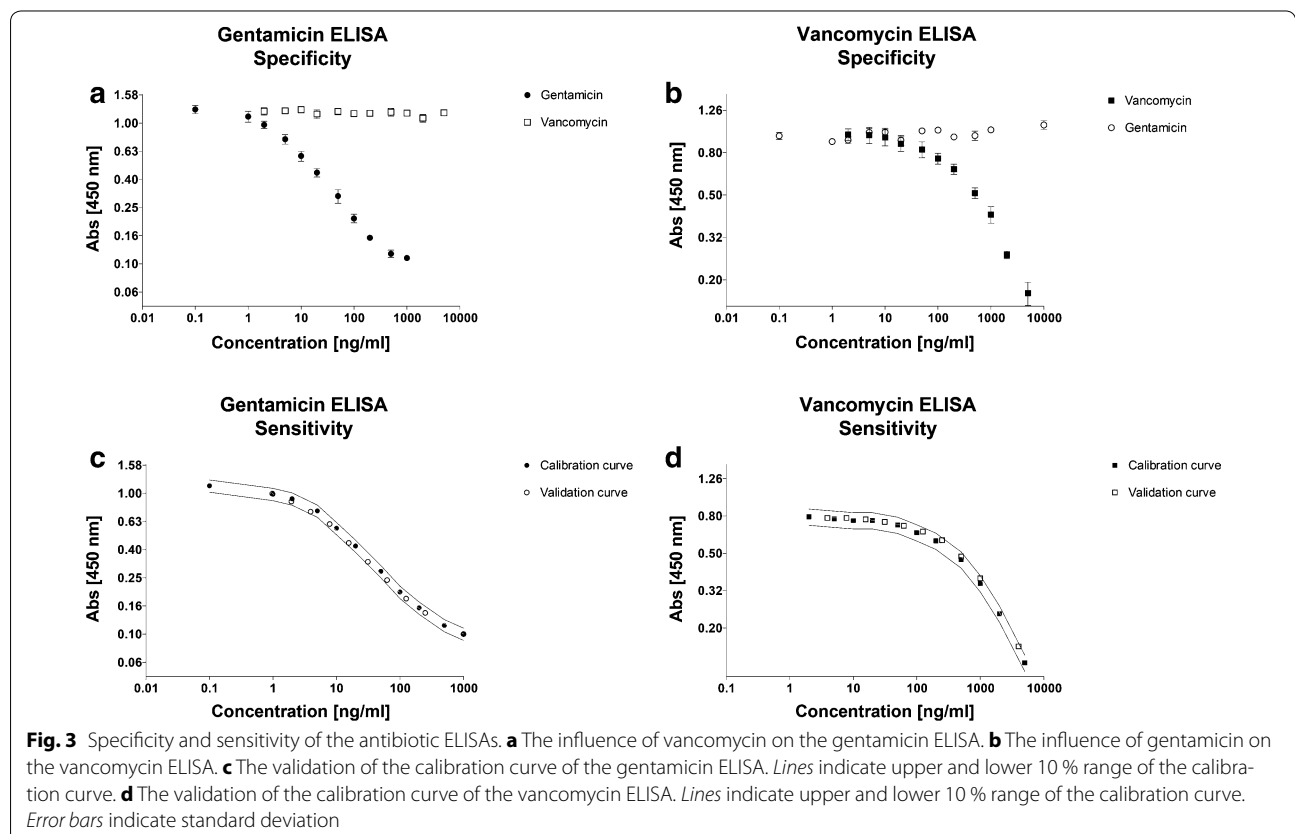 Gentamicin ELISA
Specificity
a
1.58
1.00
0.63
0.40
0.25
0.16
0.10
0.06
Abs [450 nm]
0.01 0.1 1 10 100 1000 10000
Concentration [ng/ml]
Gentamicin
Vancomycin
Vancomycin ELISA
Specificity
b
1.26
0.80
0.50
0.32
0.20
Abs [450 nm]
0.01 0.1 1 10 100 1000 10000
Concentration [ng/ml]
Vancomycin
Gentamicin
Gentamicin ELISA
Sensitivity
c
1.58
1.00
0.63
0.40
0.25
0.16
0.10
0.06
Abs [450 nm]
0.01 0.1 1 10 100 1000
Concentration [ng/ml]
Calibration curve
Validation curve
Vancomycin ELISA
Sensitivity
d
1.26
0.80
0.50
0.32
0.20
Abs [450 nm]
0.1 1 10 100 1000 10000
Concentration [ng/ml]
Calibration curve
Validation curve
Fig. 3 Specificity and sensitivity of the antibiotic ELISAs. a The influence of vancomycin on the gentamicin ELISA. b The influence of gentamicin on
the vancomycin ELISA. c The validation of the calibration curve of the gentamicin ELISA. Lines indicate upper and lower 10 % range of the calibra-
tion curve. d The validation of the calibration curve of the vancomycin ELISA. Lines indicate upper and lower 10 % range of the calibration curve.
Error bars indicate standard deviation